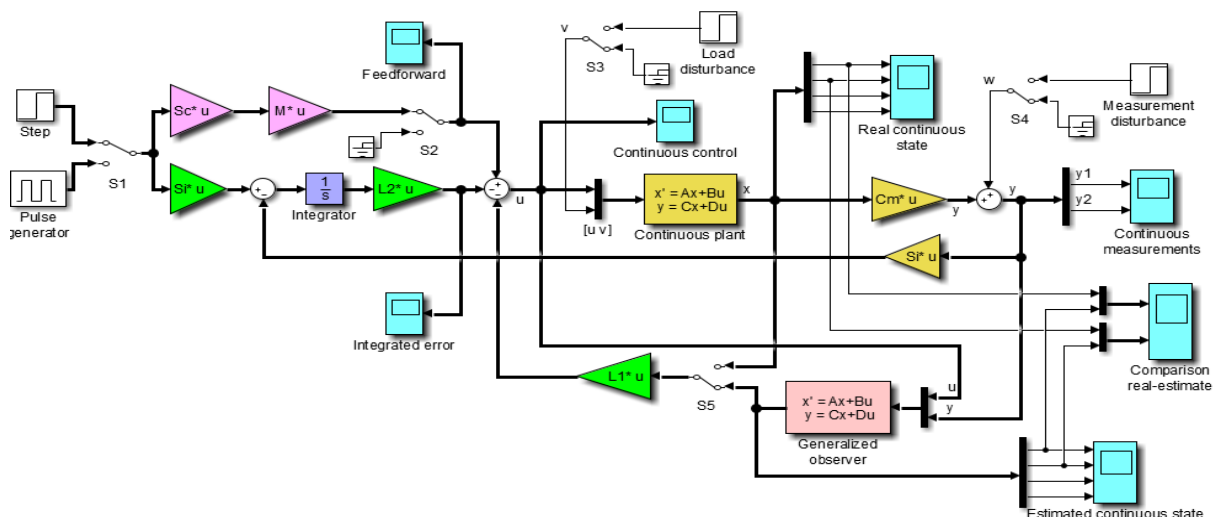 Step
S1
Pulse
generator
Sc* u
M* u
Feedforward
S2
Si* u
+
-
1
s
Integrator
L2* u
Integrated error
-
+
-
u
v
S3
Load
disturbance
Continuous control
[u v]
x' = Ax+Bu
y = Cx+Du
Continuous plant
x
Real continuous
state
Cm* u
y
w
S4
Measurement
disturbance
+
+
y
y1
y2
Continuous
measurements
Si* u
L1* u
S5
x' = Ax+Bu
y = Cx+Du
Generalized
observer
u
y
Comparison
real-estimate
Estimated continuous state